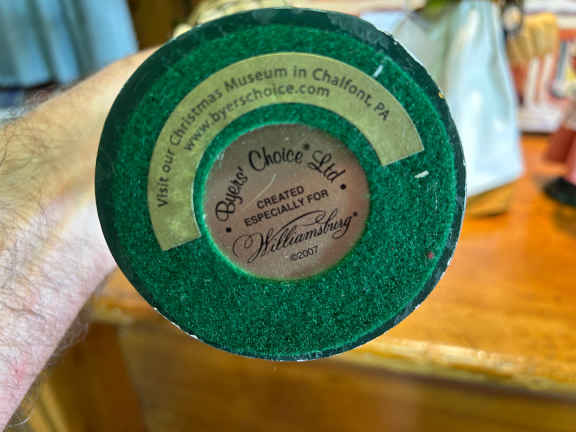 Visit our Christmas Museum in Chalfont, PA
www.byerschoice.com
Byers' Choice® Ltd
CREATED
ESPECIALLY FOR
Williamsburg®
©2007